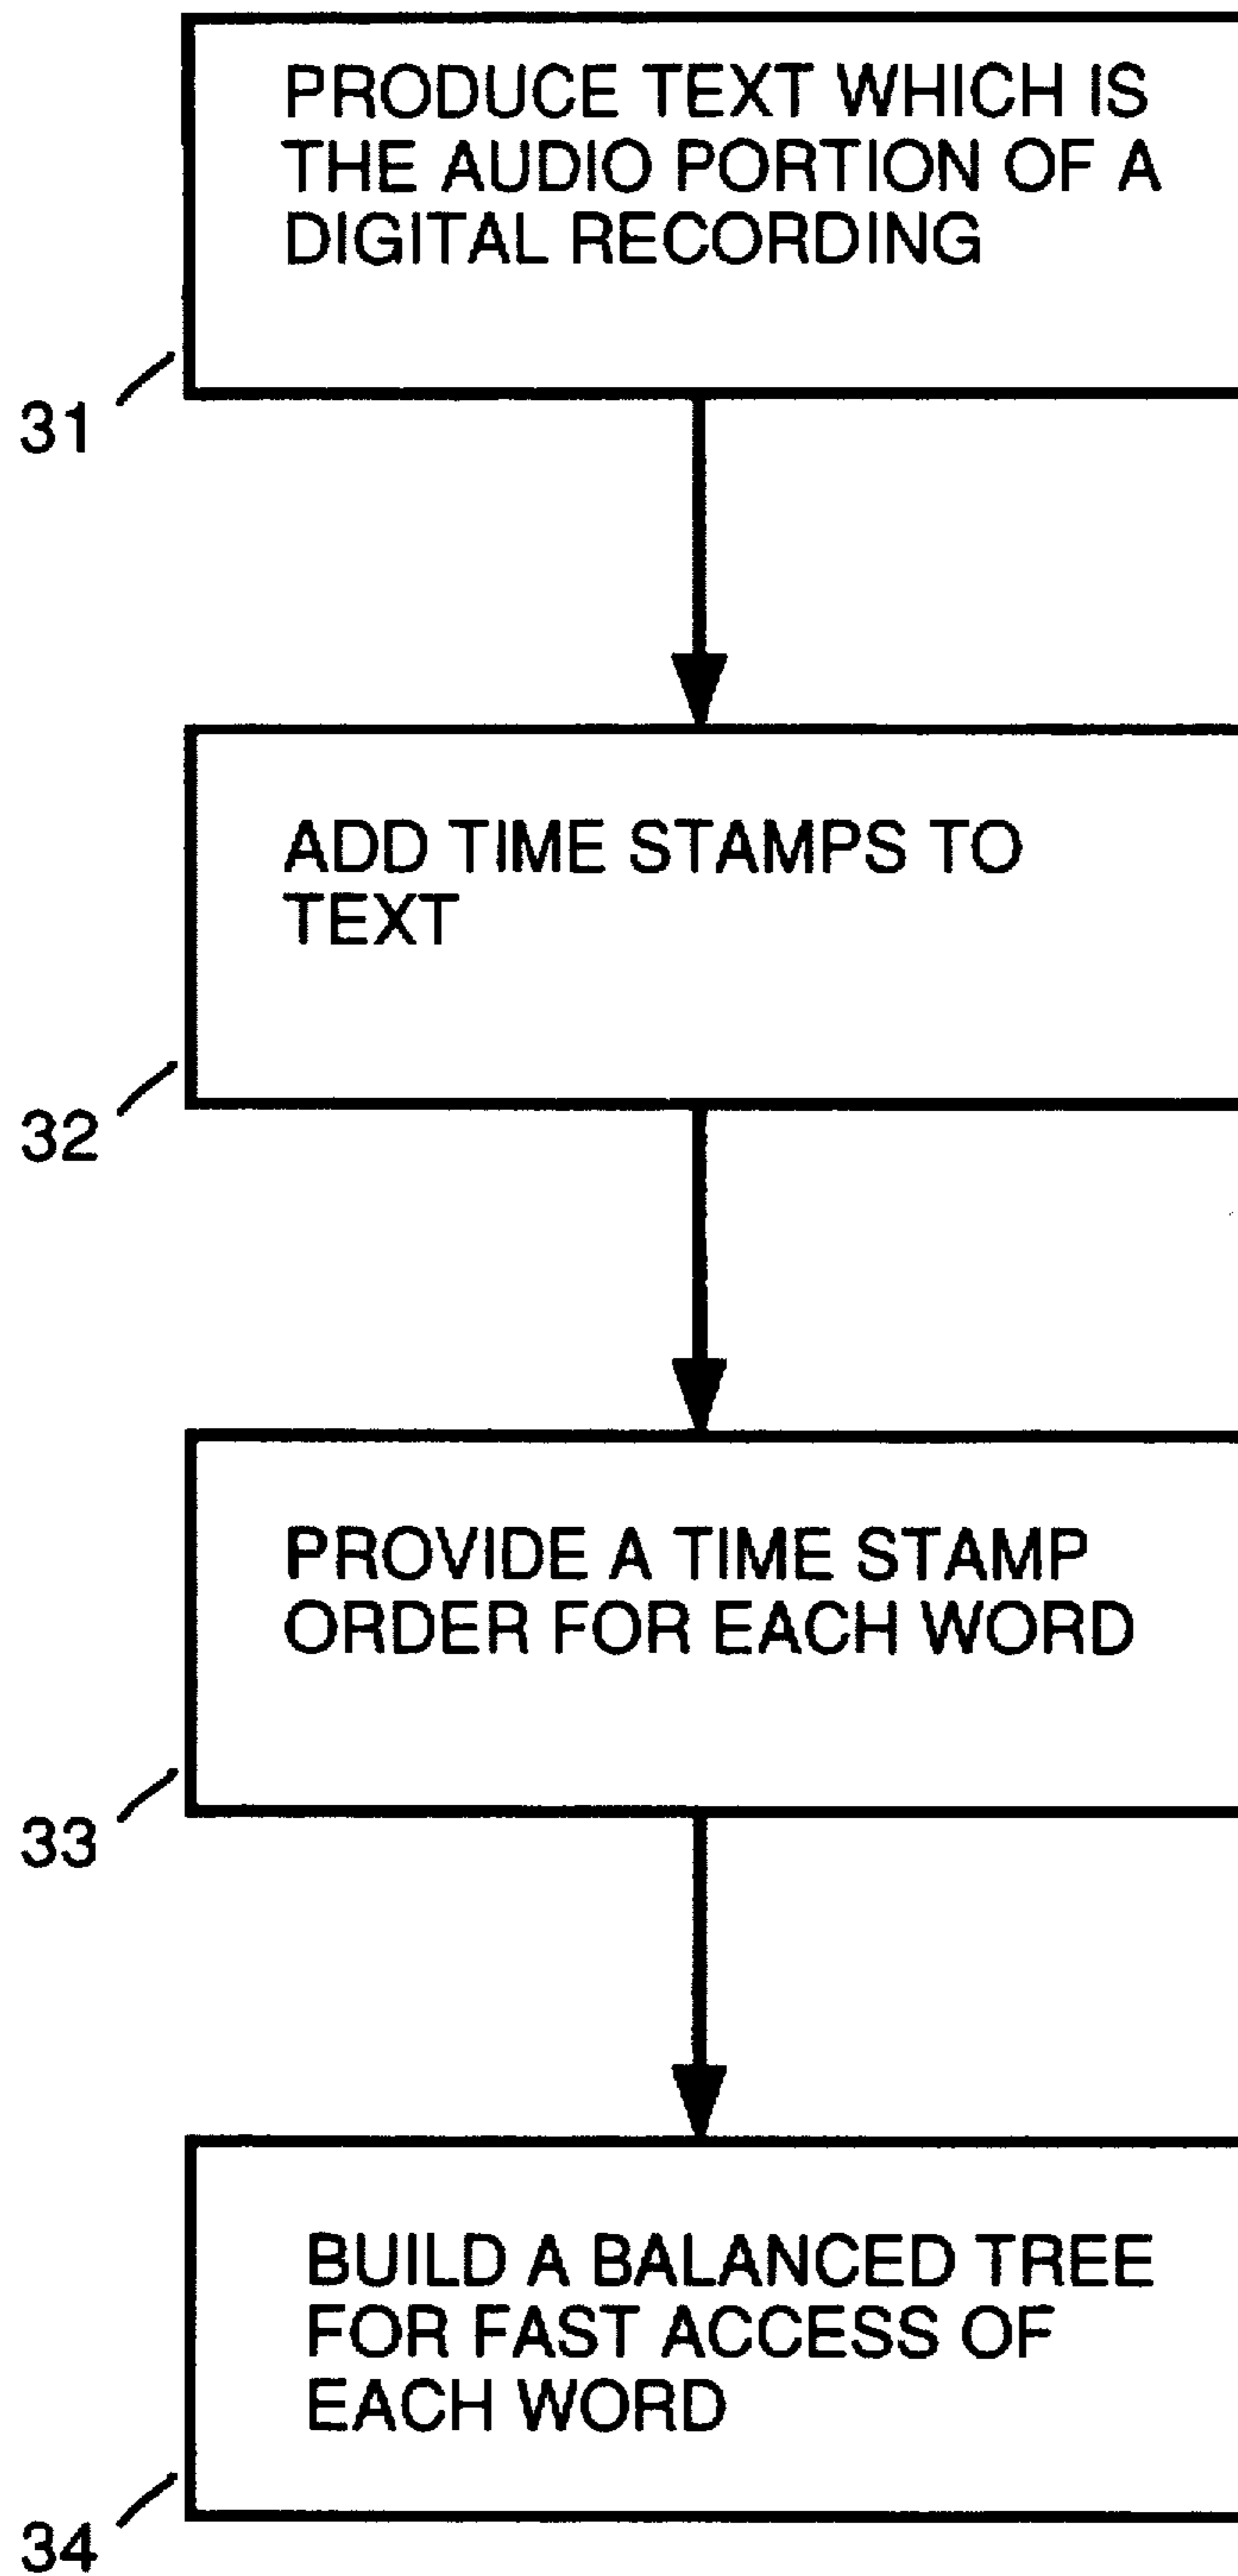 PRODUCE TEXT WHICH IS
THE AUDIO PORTION OF A
DIGITAL RECORDING
31
ADD TIME STAMPS TO
TEXT
32
PROVIDE A TIME STAMP
ORDER FOR EACH WORD
33
BUILD A BALANCED TREE
FOR FAST ACCESS OF
EACH WORD
34